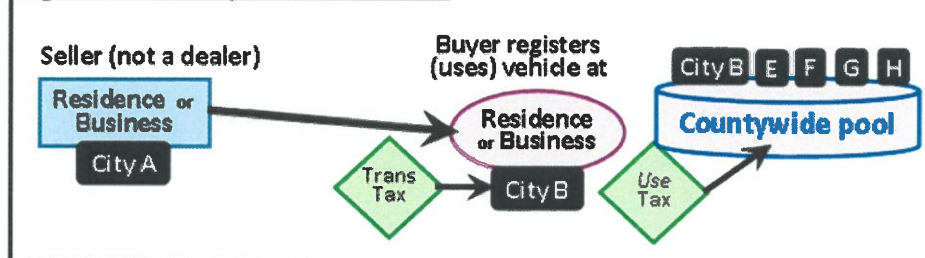 Seller (not a dealer)
Residence or
Business
City A
Buyer registers
(uses) vehicle at
Residence
or Business
City B
Trans
Tax
City B E F G H
Countywide pool
Use
Tax